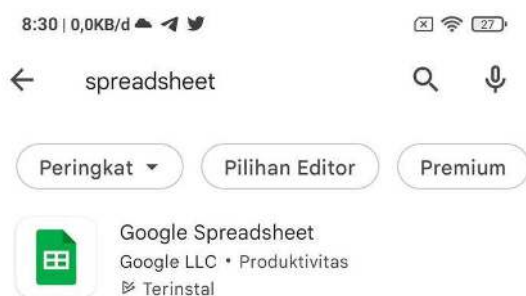 8:30 | 0,0KB/d 27
spreadsheet
Peringkat Pilihan Editor Premium
Google Spreadsheet
Google LLC • Produktivitas
Terinstal